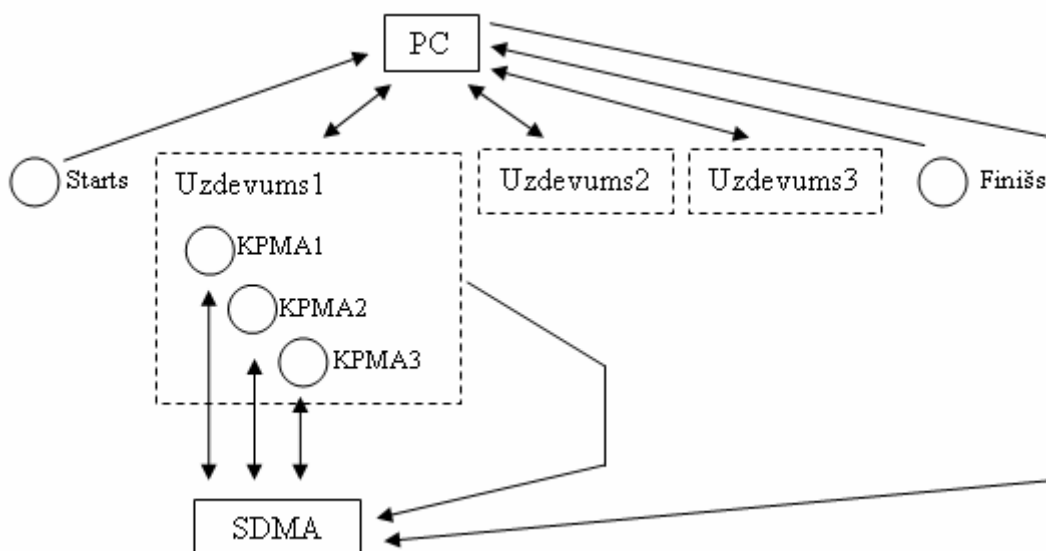 PC
Starts
Uzdevums1
Uzdevums2
Uzdevums3
Finišs
KPMA1
KPMA2
KPMA3
SDMA